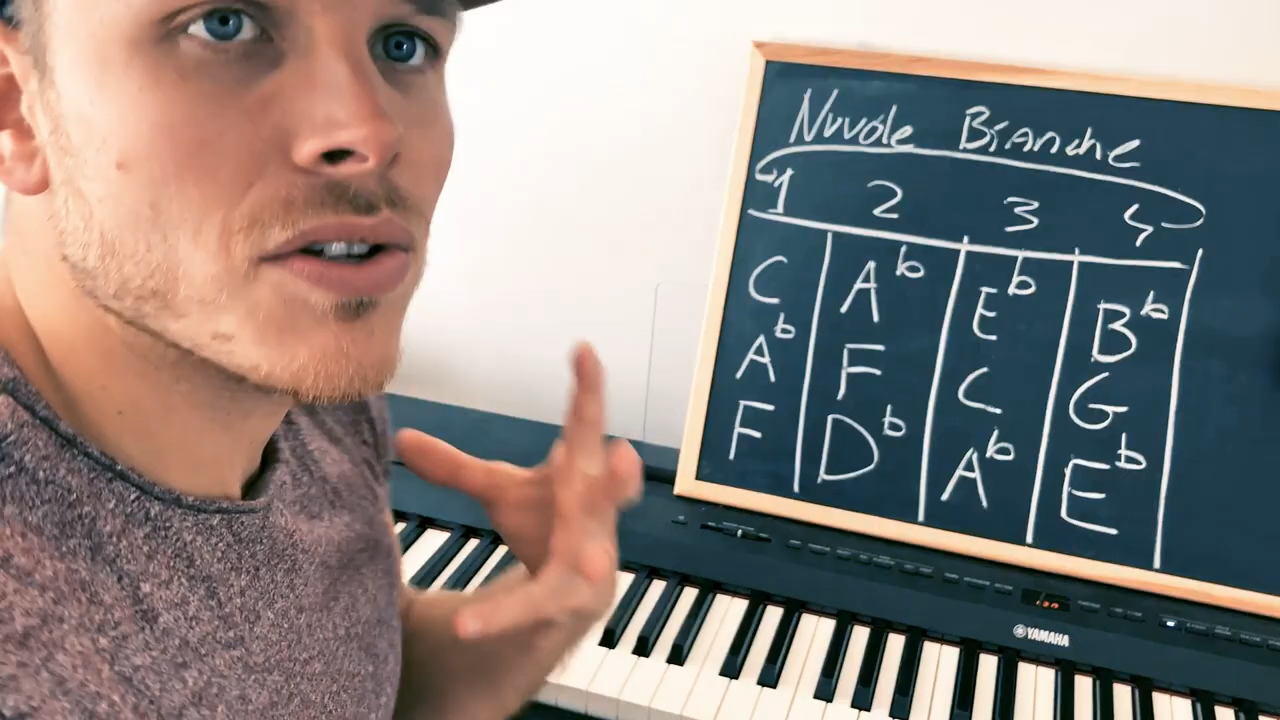 Nuvole Bianche
1 2 3 4
C A♭ E♭ B♭
A♭ F C G
F D♭ A♭ E♭
YAMAHA